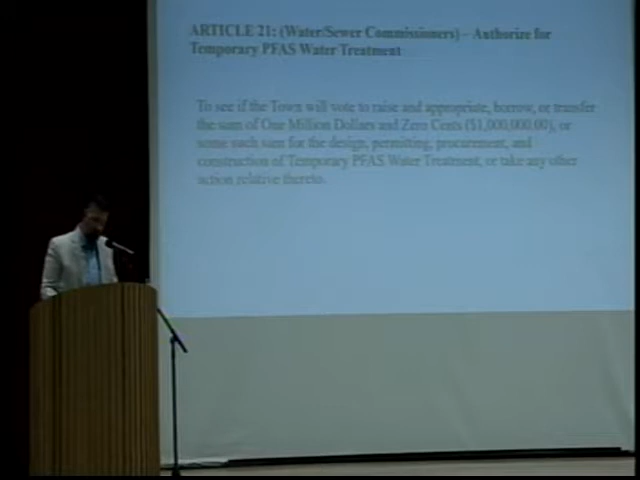 ARTICLE 21: (Water/Sewer Commissioners) – Authorize for
Temporary PFAS Water Treatment
To see if the Town will vote to raise and appropriate, borrow, or transfer
the sum of One Million Dollars and Zero Cents ($1,000,000.00), or
some such sum for the design, permitting, procurement, and
construction of Temporary PFAS Water Treatment, or take any other
action relative thereto.